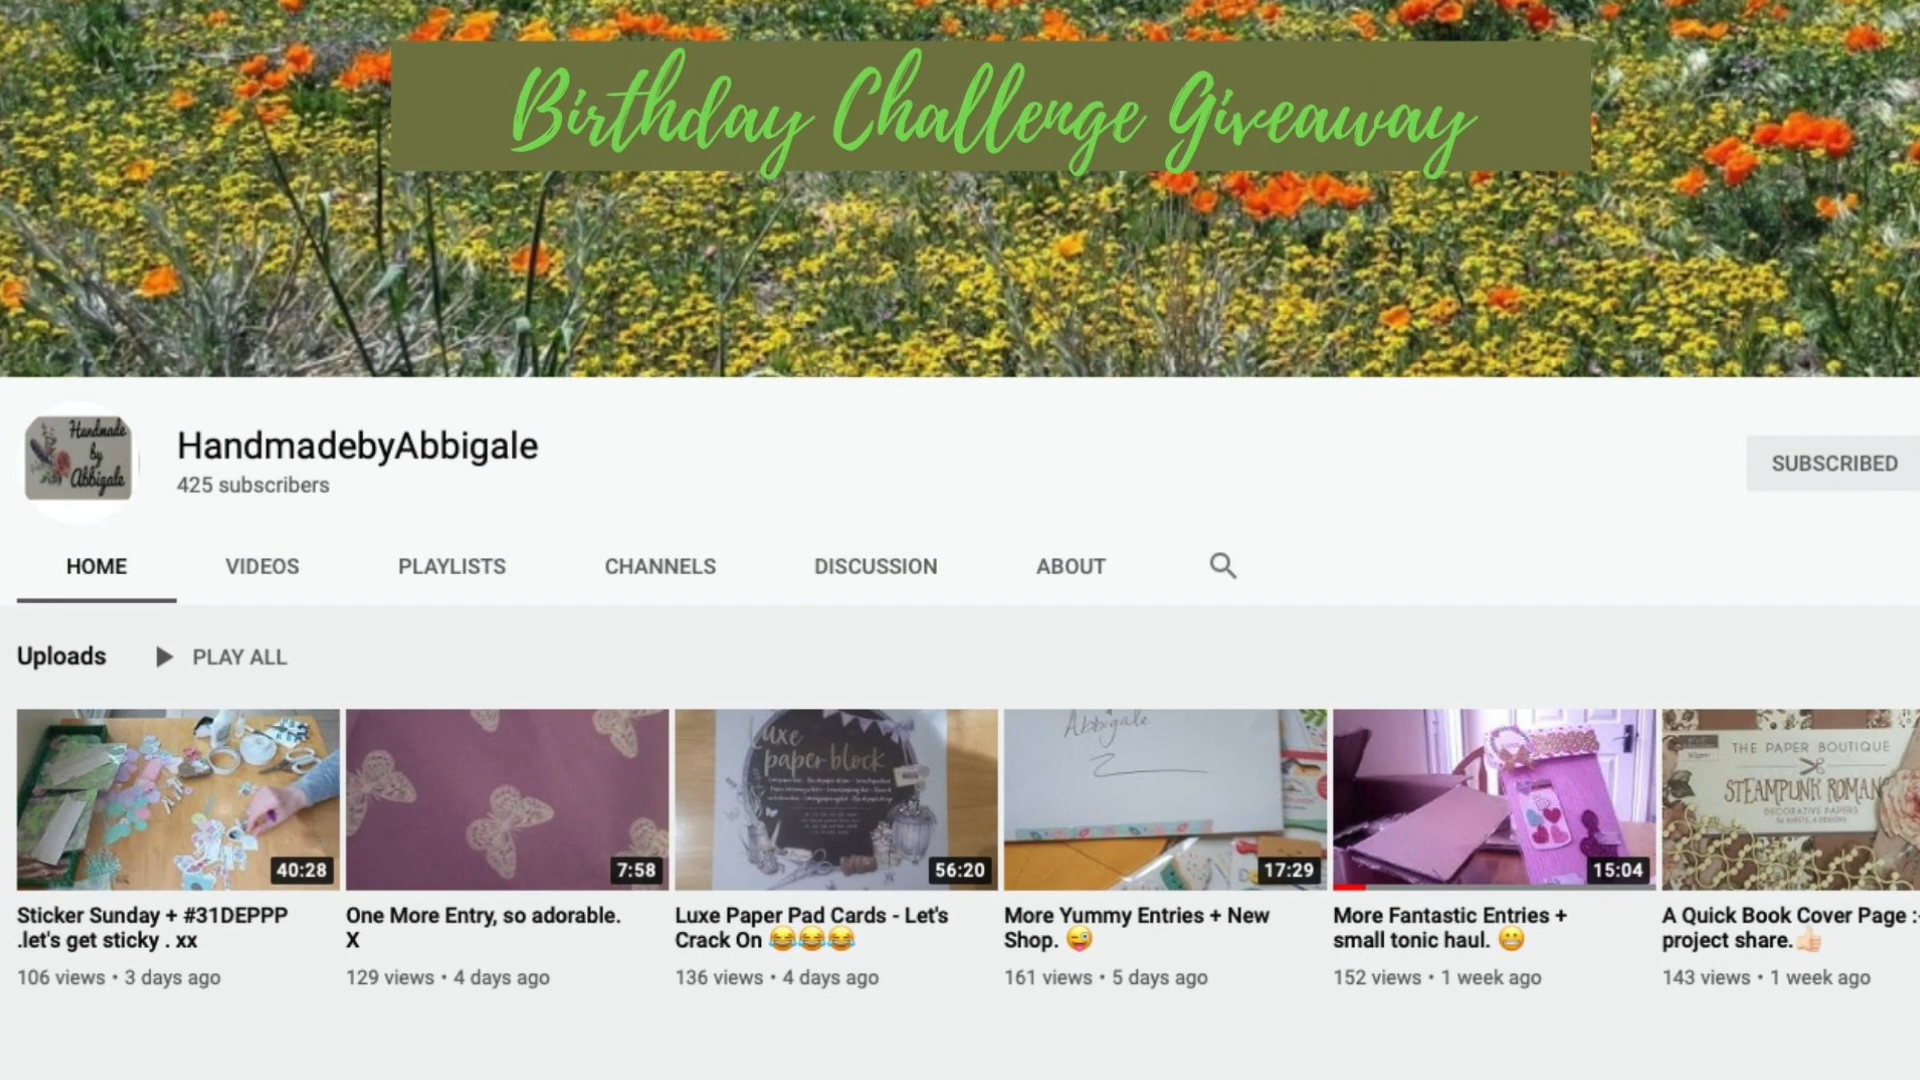 Birthday Challenge Giveaway
Handmade
by
Abbigale
HandmadebyAbbigale
425 subscribers
SUBSCRIBED
HOME VIDEOS PLAYLISTS CHANNELS DISCUSSION ABOUT
Uploads PLAY ALL
40:28
Sticker Sunday + #31DEPPP
.let's get sticky . xx
106 views • 3 days ago
7:58
One More Entry, so adorable.
X
129 views • 4 days ago
Luxe
paper block
56:20
Luxe Paper Pad Cards - Let's
Crack On 😂😂😂
136 views • 4 days ago
Abbigale
17:29
More Yummy Entries + New
Shop. 😜
161 views • 5 days ago
15:04
More Fantastic Entries +
small tonic haul. 😬
152 views • 1 week ago
THE PAPER BOUTIQUE
STEAMPUNK ROMAN
DECORATIVE PAPERS
A Quick Book Cover Page :-
project share.👍🏻
143 views • 1 week ago